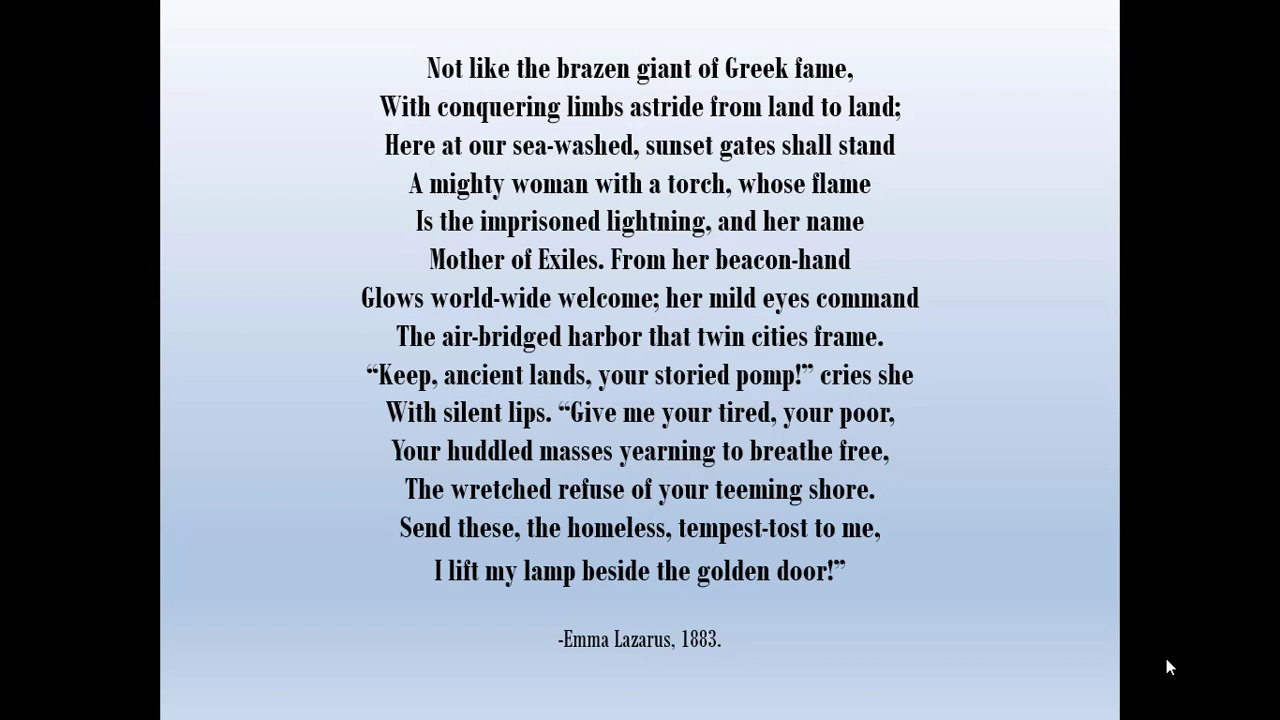 Not like the brazen giant of Greek fame,
With conquering limbs astride from land to land;
Here at our sea-washed, sunset gates shall stand
A mighty woman with a torch, whose flame
Is the imprisoned lightning, and her name
Mother of Exiles. From her beacon-hand
Glows world-wide welcome; her mild eyes command
The air-bridged harbor that twin cities frame.
“Keep, ancient lands, your storied pomp!” cries she
With silent lips. “Give me your tired, your poor,
Your huddled masses yearning to breathe free,
The wretched refuse of your teeming shore.
Send these, the homeless, tempest-tost to me,
I lift my lamp beside the golden door!”
-Emma Lazarus, 1883.